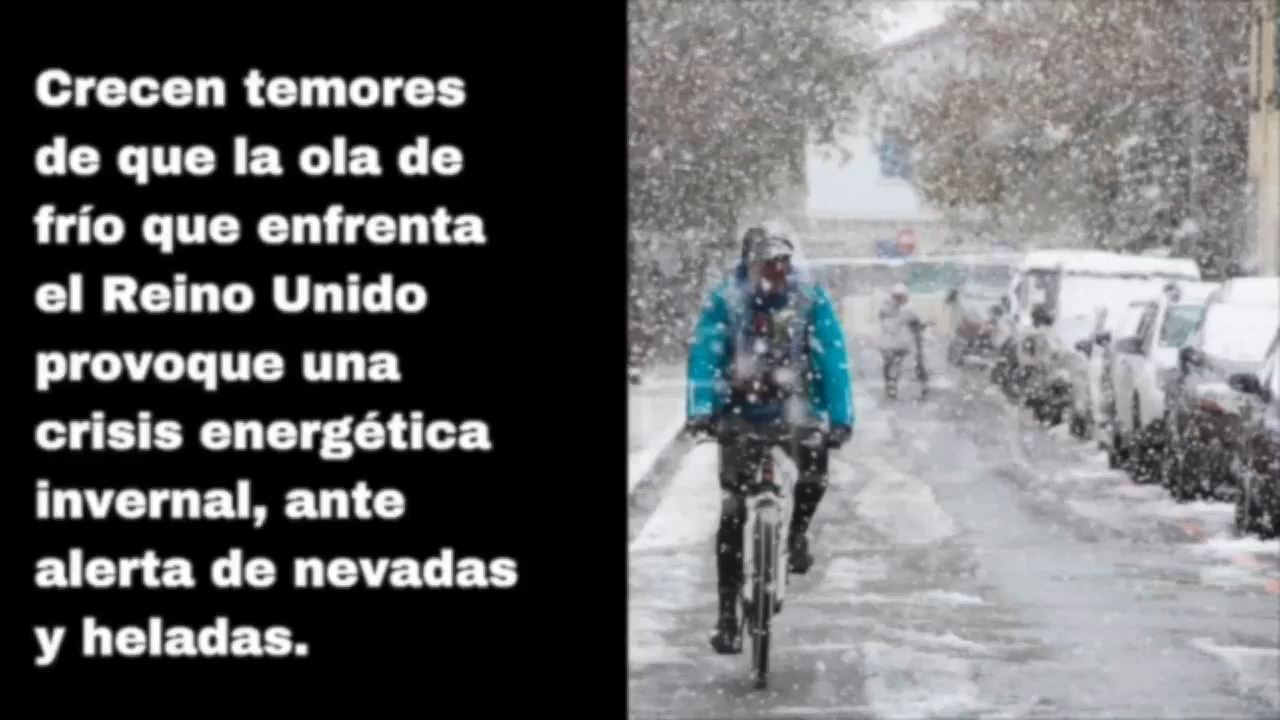 Crecen temores
de que la ola de
frío que enfrenta
el Reino Unido
provoque una
crisis energética
invernal, ante
alerta de nevadas
y heladas.